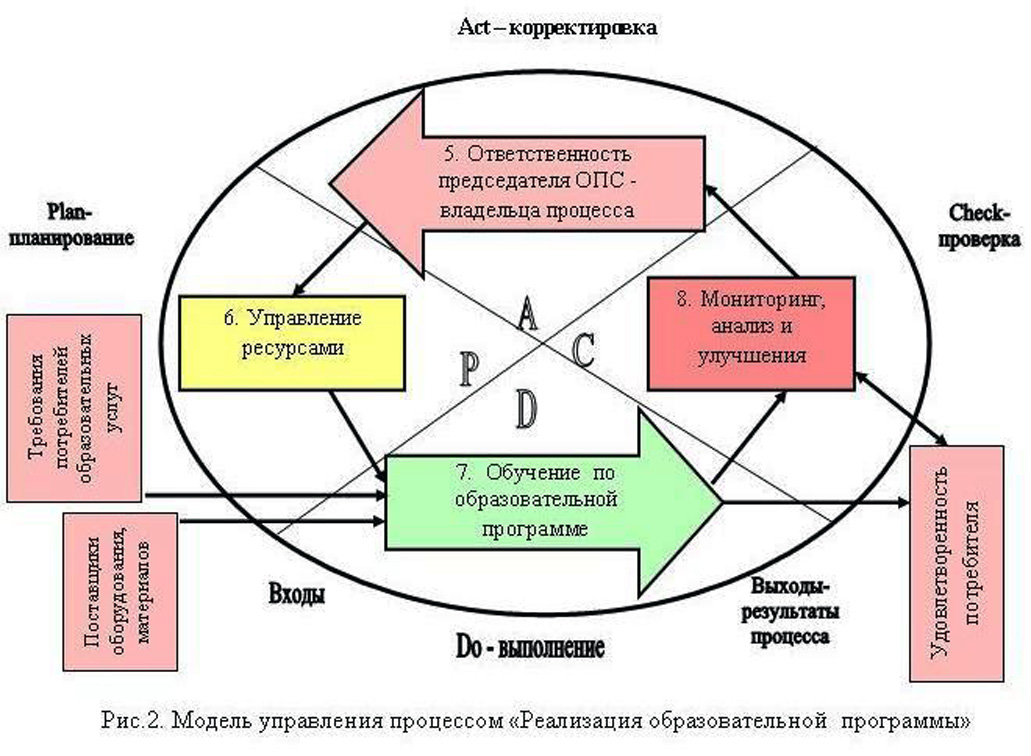 Act – корректировка
5. Ответственность
председателя ОПС -
владельца процесса
Plan-
планирование
Check-
проверка
6. Управление
ресурсами
8. Мониторинг,
анализ и
улучшения
A
P
C
D
Требования
потребителей
образовательных
услуг
7. Обучение по
образовательной
программе
Поставщики
оборудования,
материалов
Удовлетворенность
потребителя
Входы
Выходы-
результаты
процесса
Do - выполнение
Рис.2. Модель управления процессом «Реализация образовательной программы»